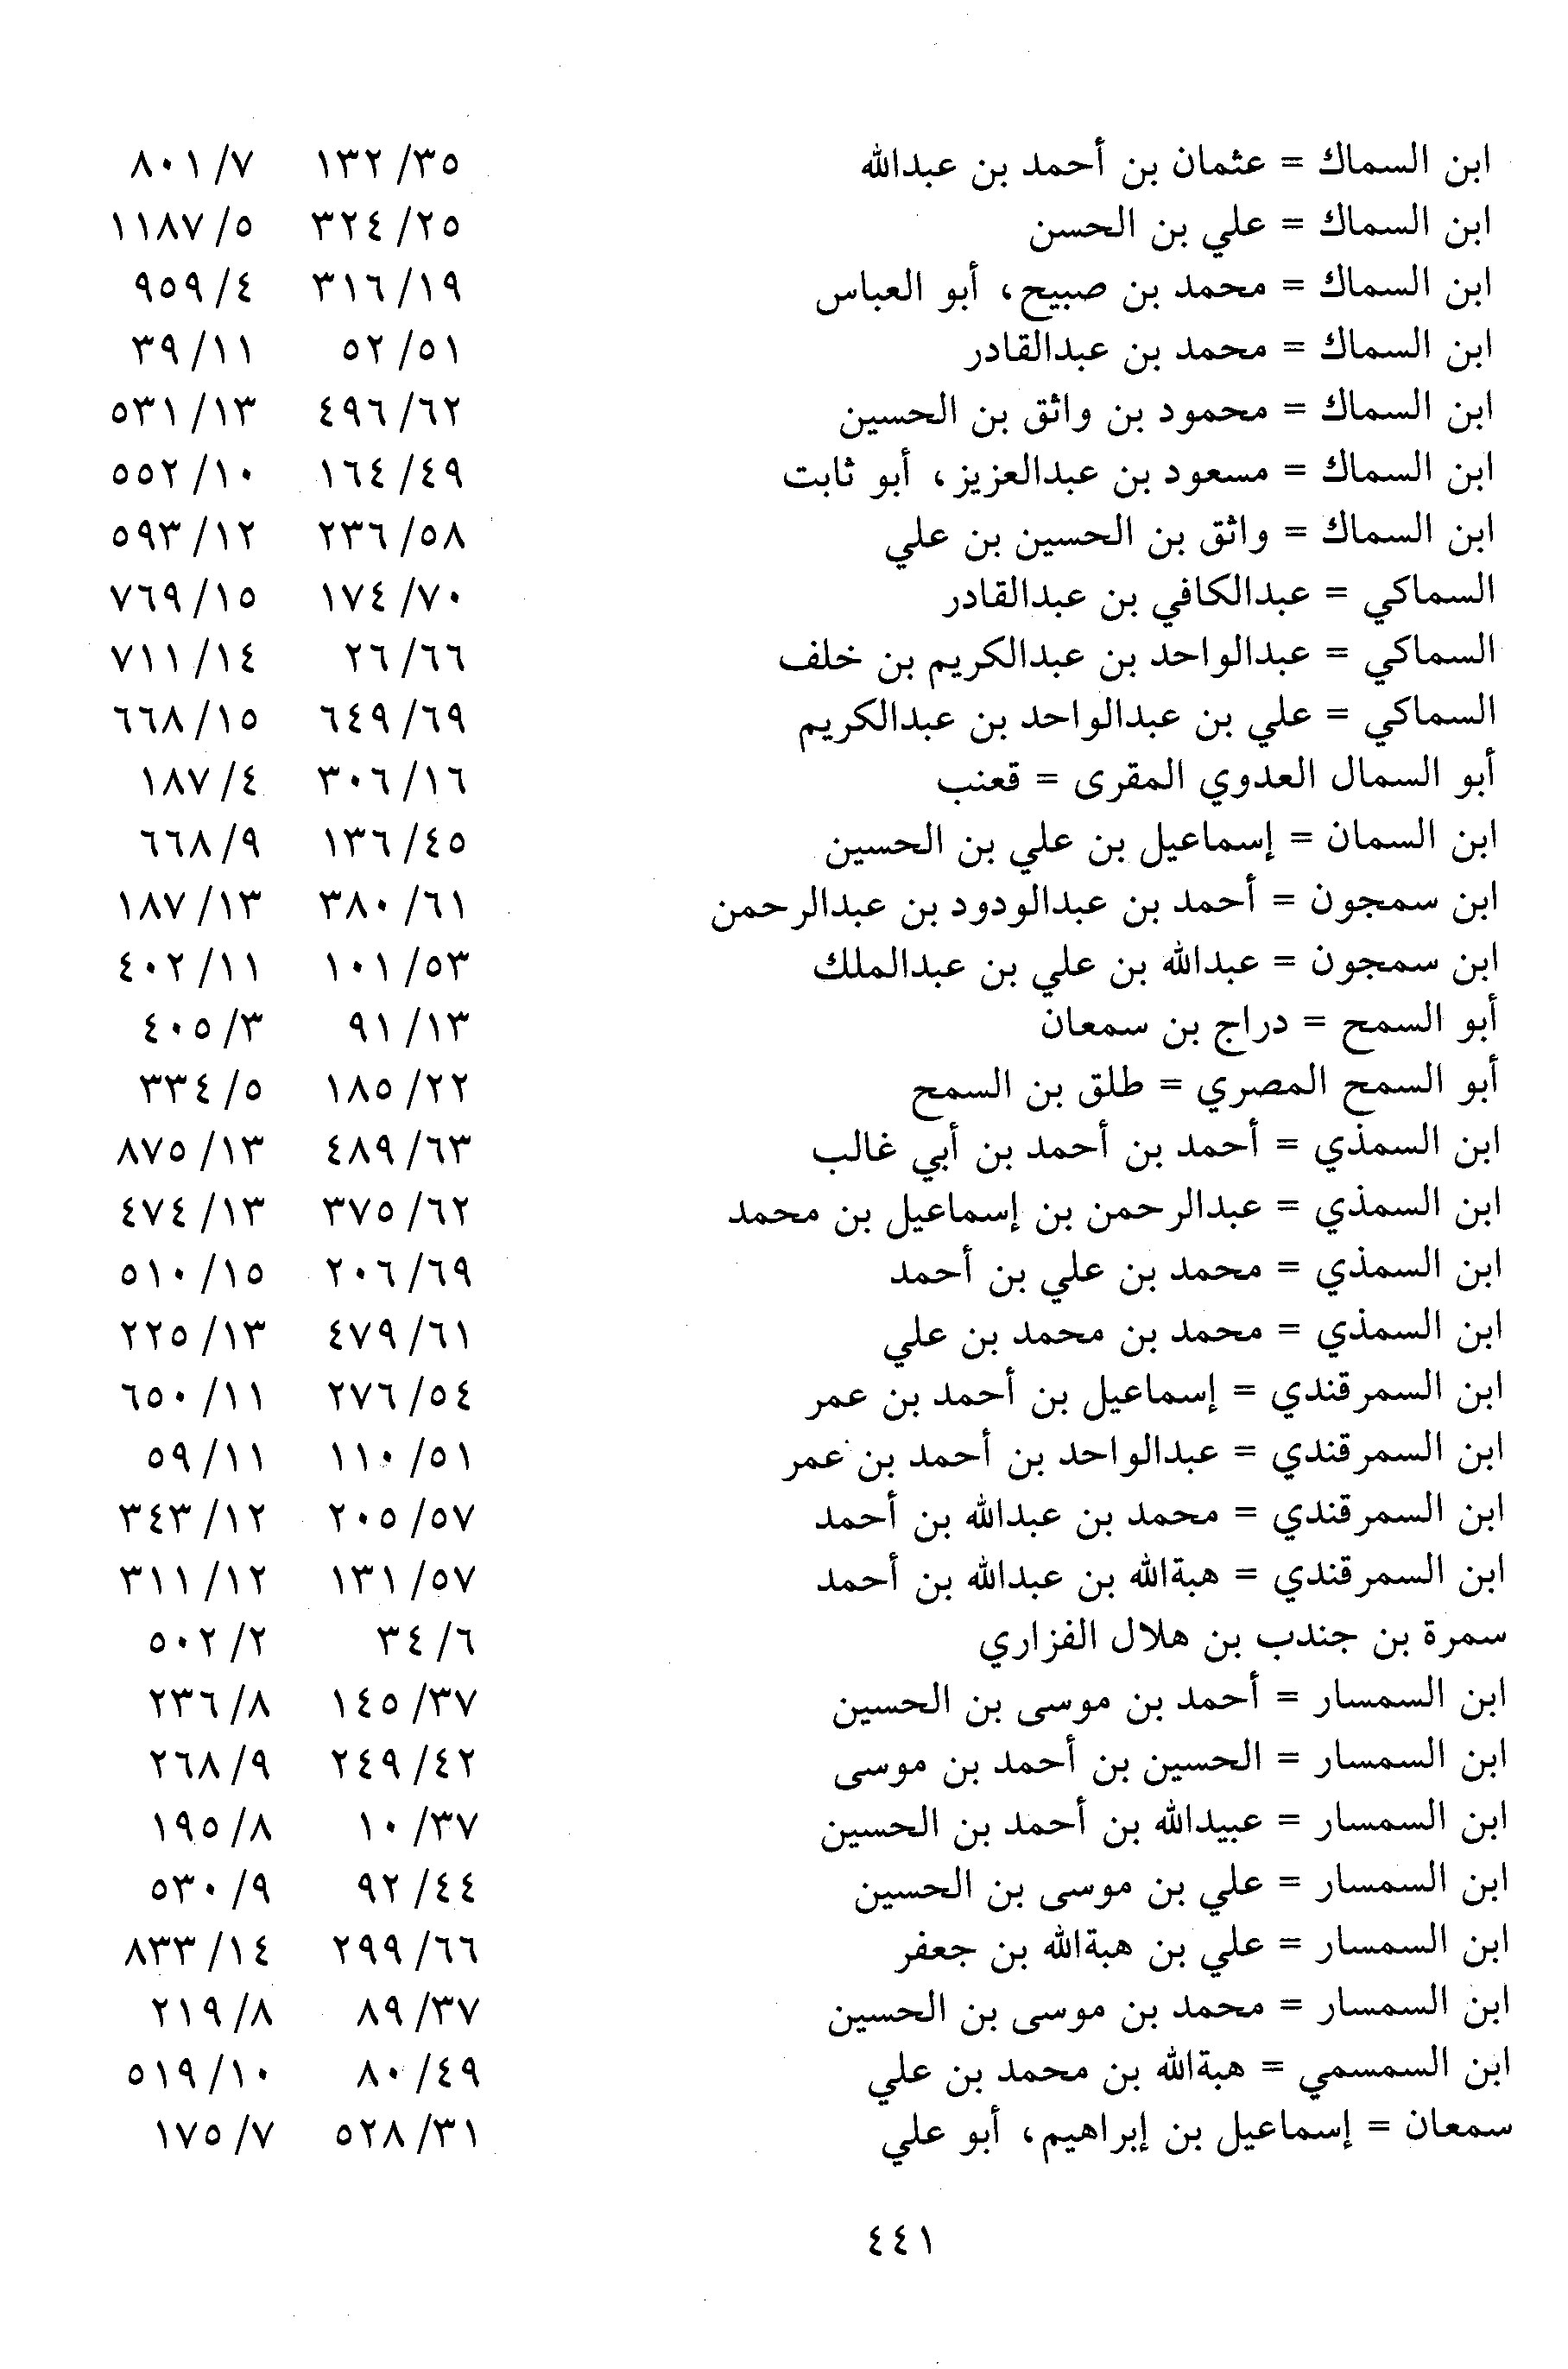 ابن السماك = عثمان بن أحمد بن عبدالله ٣٥/ ١٣٢ ٧/ ٨٠١
ابن السماك = علي بن الحسن ٢٥/ ٣٢٤ ٥/ ١١٨٧
ابن السماك = محمد بن صبيح، أبو العباس ١٩/ ٣١٦ ٤/ ٩٥٩
ابن السماك = محمد بن عبدالقادر ٥١/ ٥٢ ١١/ ٣٩
ابن السماك = محمود بن واثق بن الحسين ٦٢/ ٤٩٦ ١٣/ ٥٣١
ابن السماك = مسعود بن عبدالعزيز، أبو ثابت ٤٩/ ١٦٤ ١٠/ ٥٥٢
ابن السماك = واثق بن الحسين بن علي ٥٨/ ٢٣٦ ١٢/ ٥٩٣
السماكي = عبدالكافي بن عبدالقادر ٧٠/ ١٧٤ ١٥/ ٧٦٩
السماكي = عبدالواحد بن عبدالكريم بن خلف ٦٦/ ٢٦ ١٤/ ٧١١
السماكي = علي بن عبدالواحد بن عبدالكريم ٦٩/ ٦٤٩ ١٥/ ٦٦٨
أبو السمال العدوي المقرى = قعنب ١٦/ ٣٠٦ ٤/ ١٨٧
ابن السمان = إسماعيل بن علي بن الحسين ٤٥/ ١٣٦ ٩/ ٦٦٨
ابن سمجون = أحمد بن عبدالودود بن عبدالرحمن ٦١/ ٣٨٠ ١٣/ ١٨٧
ابن سمجون = عبدالله بن علي بن عبدالملك ٥٣/ ١٠١ ١١/ ٤٠٢
أبو السمح = دراج بن سمعان ١٣/ ٩١ ٣/ ٤٠٥
أبو السمح المصري = طلق بن السمح ٢٢/ ١٨٥ ٥/ ٣٣٤
ابن السمذي = أحمد بن أحمد بن أبي غالب ٦٣/ ٤٨٩ ١٣/ ٨٧٥
ابن السمذي = عبدالرحمن بن إسماعيل بن محمد ٦٢/ ٣٧٥ ١٣/ ٤٧٤
ابن السمذي = محمد بن علي بن أحمد ٦٩/ ٢٠٦ ١٥/ ٥١٠
ابن السمذي = محمد بن محمد بن علي ٦١/ ٤٧٩ ١٣/ ٢٢٥
ابن السمرقندي = إسماعيل بن أحمد بن عمر ٥٤/ ٢٧٦ ١١/ ٦٥٠
ابن السمرقندي = عبدالواحد بن أحمد بن عمر ٥١/ ١١٠ ١١/ ٥٩
ابن السمرقندي = محمد بن عبدالله بن أحمد ٥٧/ ٢٠٥ ١٢/ ٣٤٣
ابن السمرقندي = هبةالله بن عبدالله بن أحمد ٥٧/ ١٣١ ١٢/ ٣١١
سمرة بن جندب بن هلال الفزاري ٦/ ٣٤ ٢/ ٥٠٢
ابن السمسار = أحمد بن موسى بن الحسين ٣٧/ ١٤٥ ٨/ ٢٣٦
ابن السمسار = الحسين بن أحمد بن موسى ٤٢/ ٢٤٩ ٩/ ٢٦٨
ابن السمسار = عبيدالله بن أحمد بن الحسين ٣٧/ ١٠ ٨/ ١٩٥
ابن السمسار = علي بن موسى بن الحسين ٤٤/ ٩٢ ٩/ ٥٣٠
ابن السمسار = علي بن هبةالله بن جعفر ٦٦/ ٢٩٩ ١٤/ ٨٣٣
ابن السمسار = محمد بن موسى بن الحسين ٣٧/ ٨٩ ٨/ ٢١٩
ابن السمسمي = هبةالله بن محمد بن علي ٤٩/ ٨٠ ١٠/ ٥١٩
سمعان = إسماعيل بن إبراهيم، أبو علي ٣١/ ٥٢٨ ٧/ ١٧٥
٤٤١